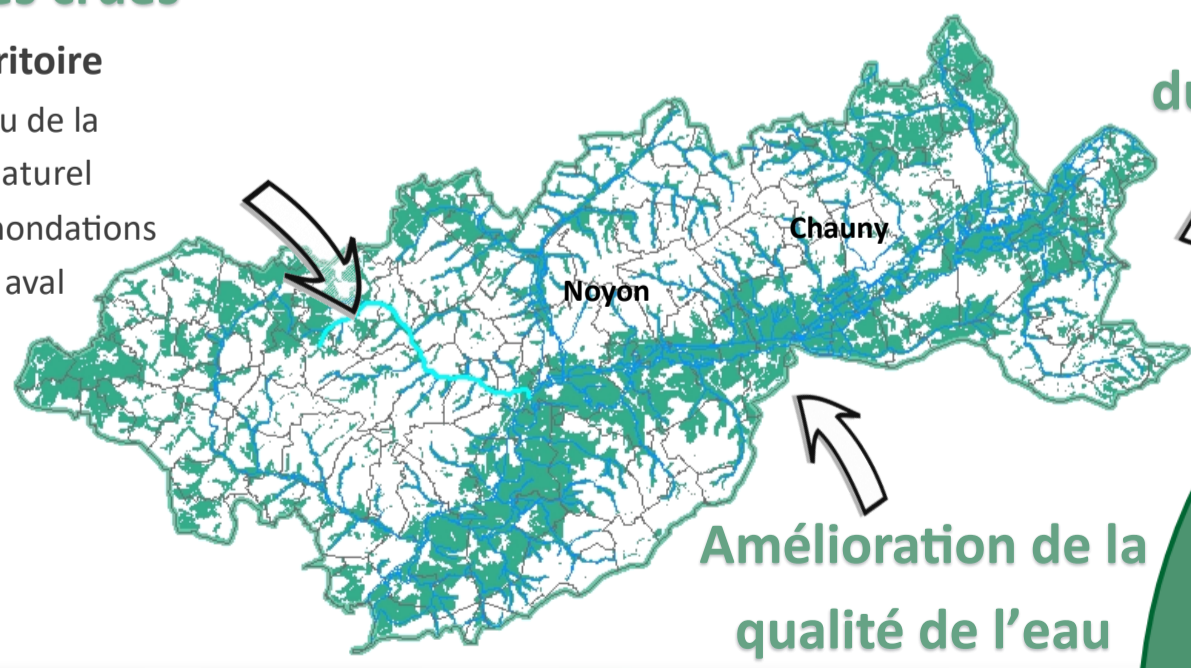 ritoire
u de la
aturel
nondations
aval
du
Chauny
Noyon
Amélioration de la
qualité de l'eau